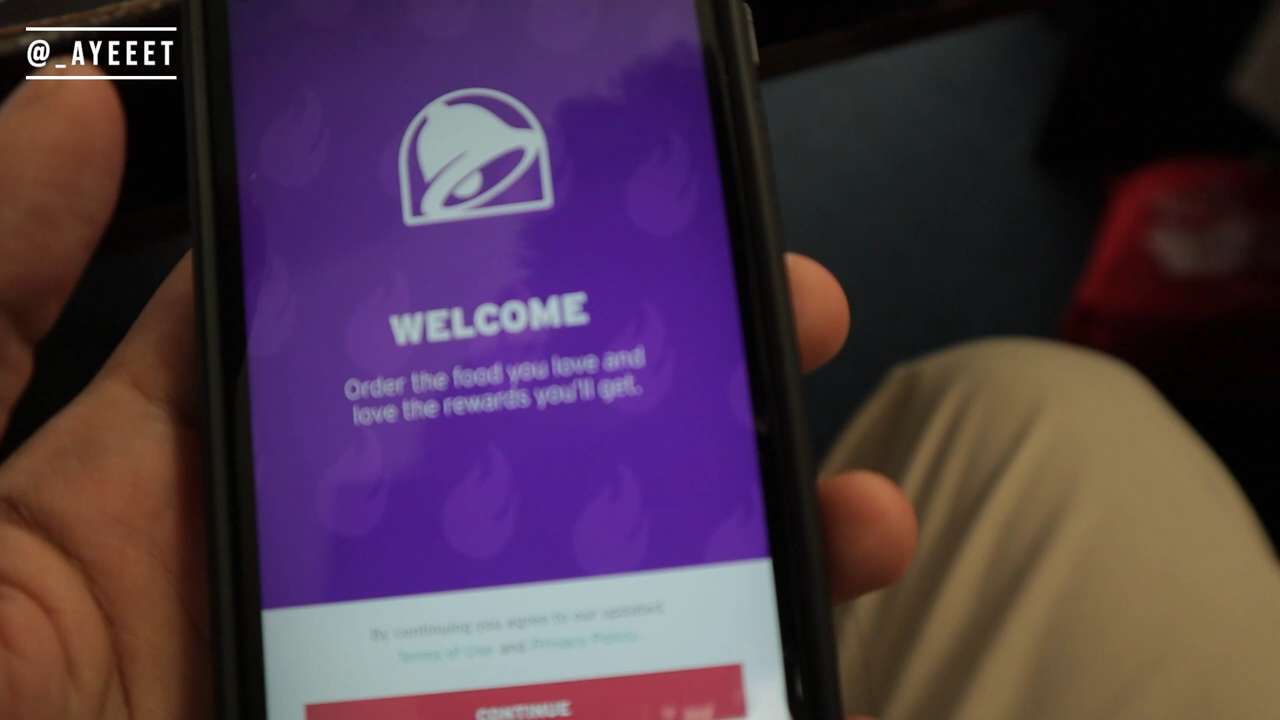 @_AYEEET
WELCOME
Order the food you love and
love the rewards you'll get.
By continuing you agree to our updated
Terms of Use and Privacy Policy.
CONTINUE